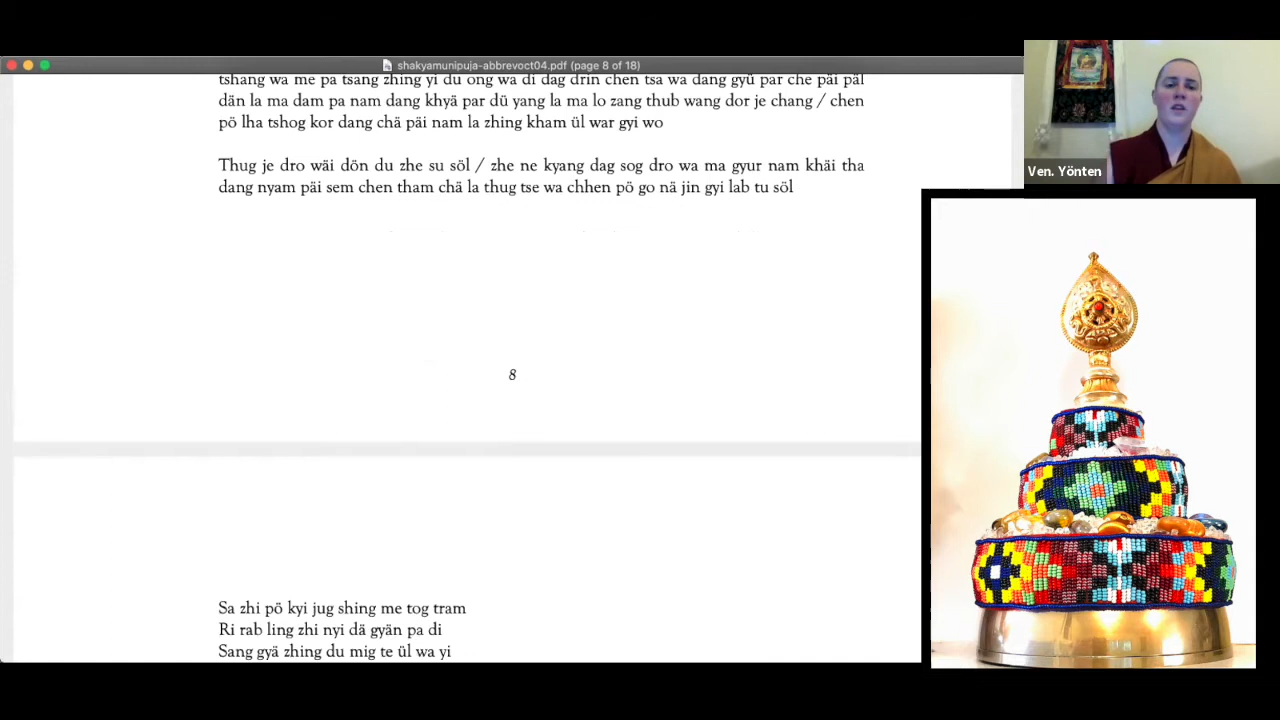 shakyamunipuja-abbrevoct04.pdf (page 8 of 18)
tshang wa me pa tsang zhing yi du ong wa di dag drin chen tsa wa dang gyü par che päi päl
dän la ma dam pa nam dang khyä par dü yang la ma lo zang thub wang dor je chang / chen
pö lha tshog kor dang chä päi nam la zhing kham ül war gyi wo
Thug je dro wäi dön du zhe su söl / zhe ne kyang dag sog dro wa ma gyur nam khäi tha
dang nyam päi sem chen tham chä la thug tse wa chhen pö go nä jin gyi lab tu söl
8
Sa zhi pö kyi jug shing me tog tram
Ri rab ling zhi nyi dä gyän pa di
Sang gyä zhing du mig te ül wa yi
Ven. Yönten